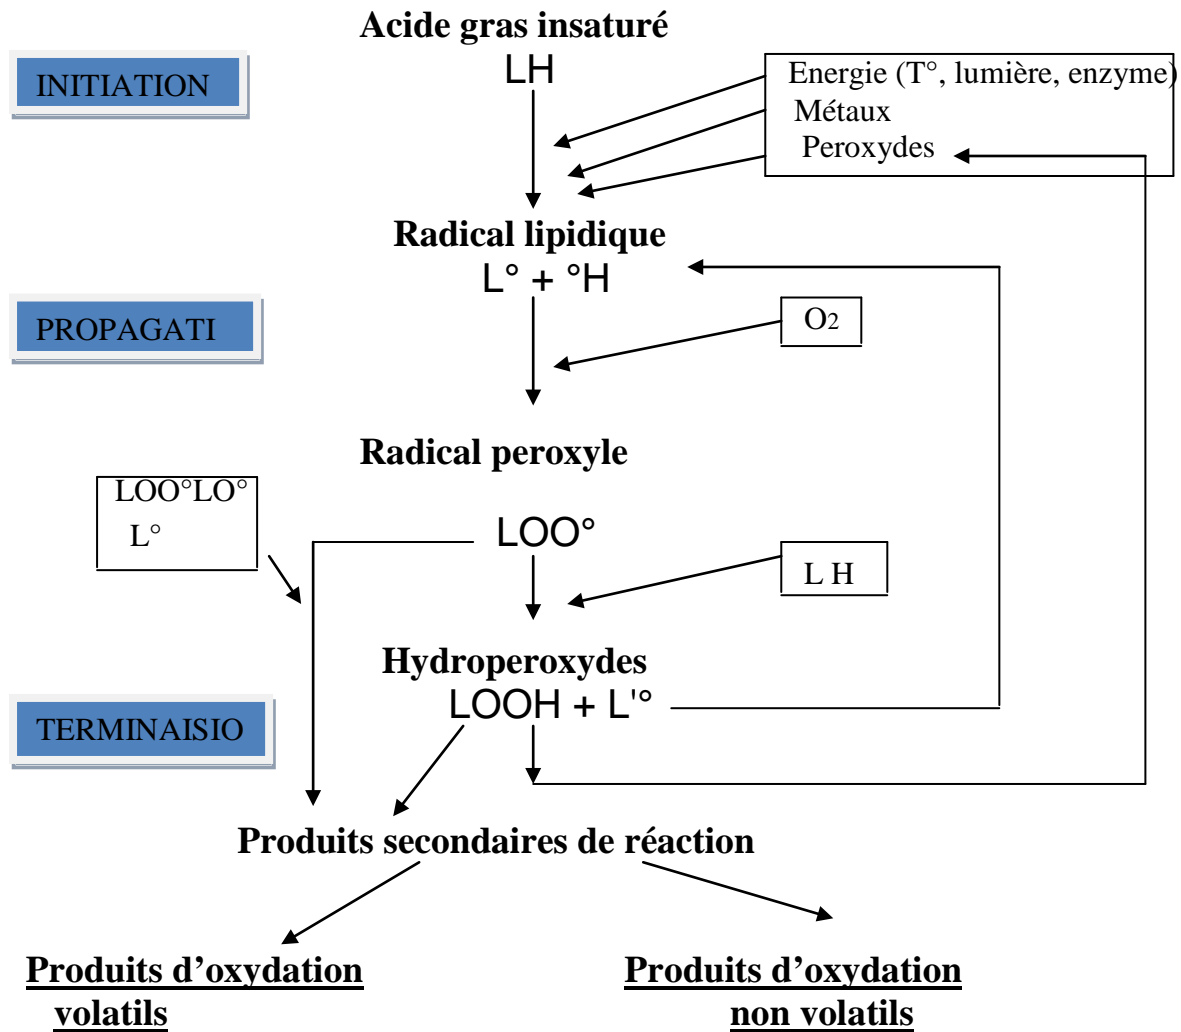 Acide gras insaturé
LH
INITIATION
Energie (T°, lumière, enzyme)
Métaux
Peroxydes
Radical lipidique
L° + °H
PROPAGATI
O2
Radical peroxyle
LOO°LO°
L°
LOO°
L H
Hydroperoxydes
LOOH + L'°
TERMINAISIO
Produits secondaires de réaction
Produits d’oxydation
volatils
Produits d’oxydation
non volatils